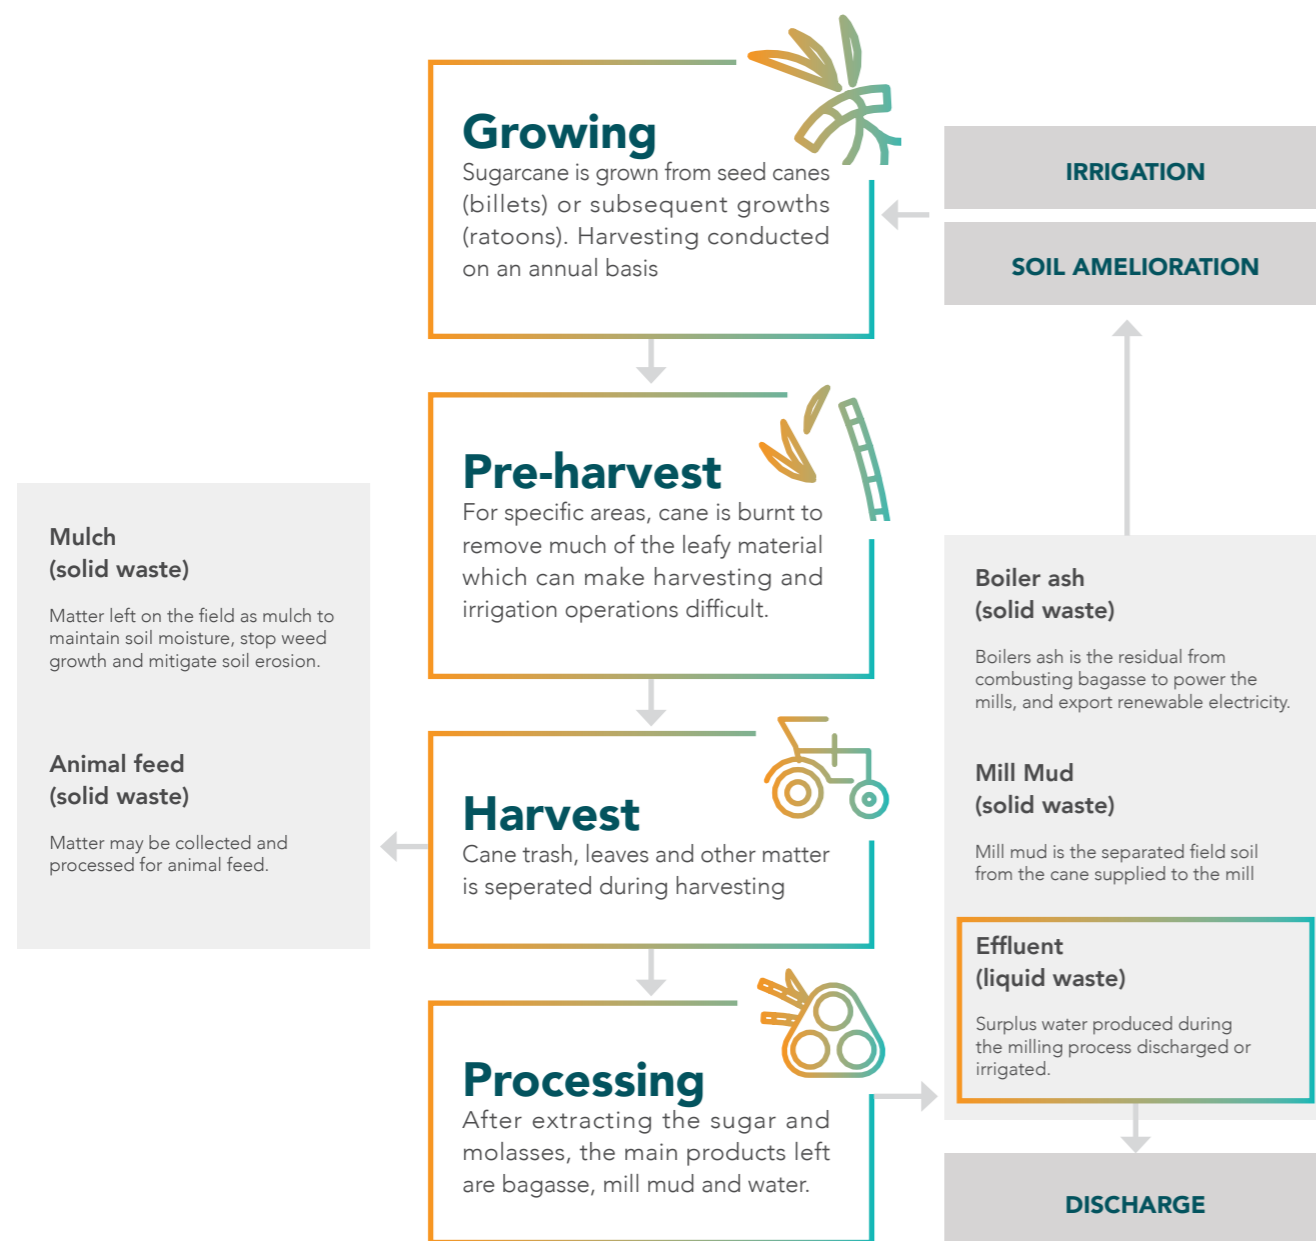 Growing
Sugarcane is grown from seed canes
(billets) or subsequent growths
(ratoons). Harvesting conducted
on an annual basis
IRRIGATION
SOIL AMELIORATION
Pre-harvest
For specific areas, cane is burnt to
remove much of the leafy material
which can make harvesting and
irrigation operations difficult.
Mulch
(solid waste)
Matter left on the field as mulch to
maintain soil moisture, stop weed
growth and mitigate soil erosion.
Animal feed
(solid waste)
Matter may be collected and
processed for animal feed.
Harvest
Cane trash, leaves and other matter
is seperated during harvesting
Boiler ash
(solid waste)
Boilers ash is the residual from
combusting bagasse to power the
mills, and export renewable electricity.
Mill Mud
(solid waste)
Mill mud is the separated field soil
from the cane supplied to the mill
Effluent
(liquid waste)
Surplus water produced during
the milling process discharged or
irrigated.
Processing
After extracting the sugar and
molasses, the main products left
are bagasse, mill mud and water.
DISCHARGE